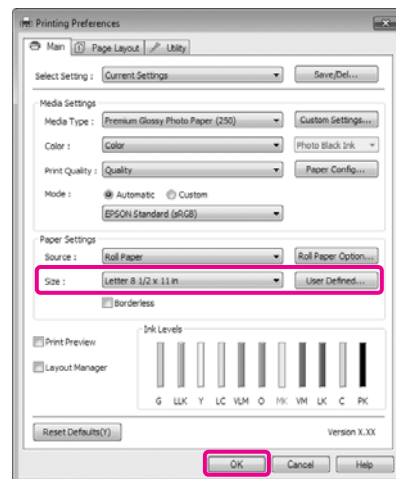 Printing Preferences
Main Page Layout Utility
Select Setting : Current Settings Save/Del...
Media Settings
Media Type : Premium Glossy Photo Paper (250) Custom Settings...
Color : Color Photo Black Ink
Print Quality : Quality Paper Config...
Mode : Automatic Custom
EPSON Standard (sRGB)
Paper Settings
Source : Roll Paper Roll Paper Option...
Size : Letter 8 1/2 x 11 in User Defined...
Borderless
Ink Levels
Print Preview
Layout Manager
G LLK Y LC VLM O MK VM LK C PK
Reset Defaults(Y) Version X.XX
OK Cancel Help